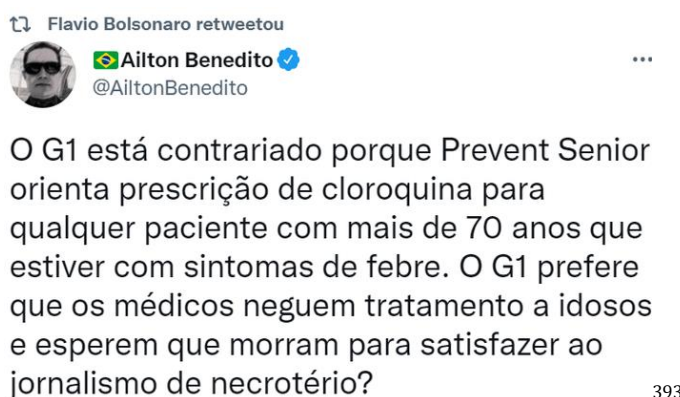 Flavio Bolsonaro retweetou
Ailton Benedito
@AiltonBenedito
O G1 está contrariado porque Prevent Senior
orienta prescrição de cloroquina para
qualquer paciente com mais de 70 anos que
estiver com sintomas de febre. O G1 prefere
que os médicos neguem tratamento a idosos
e esperem que morram para satisfazer ao
jornalismo de necrotério?
393